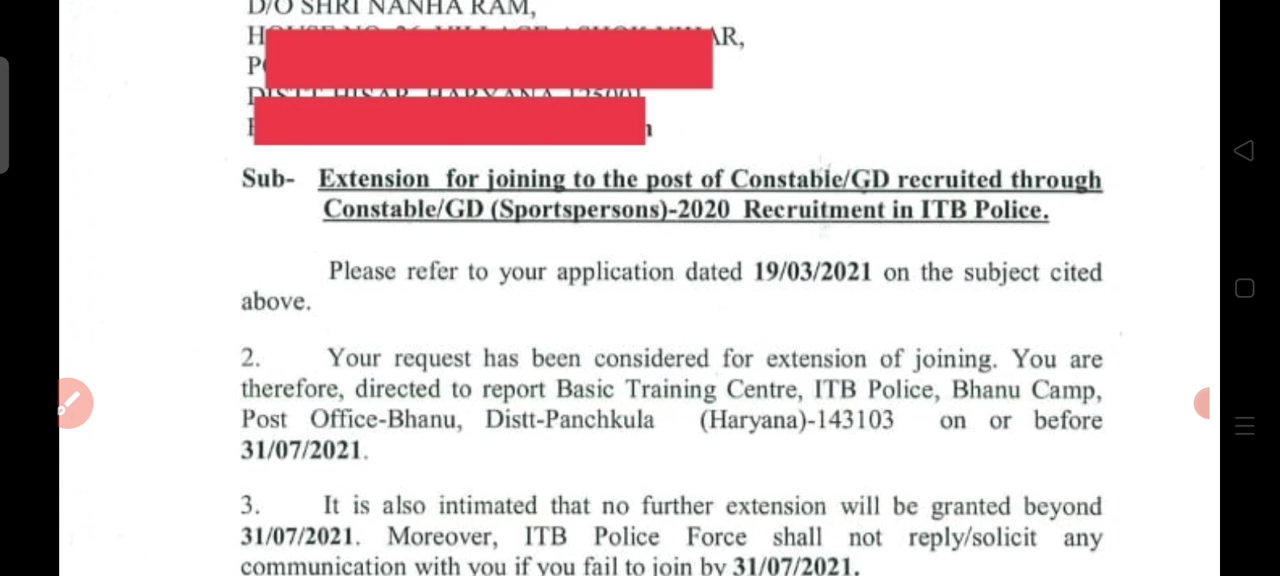 D/O SHRI NANHA RAM,
Sub- Extension for joining to the post of Constable/GD recruited through
Constable/GD (Sportspersons)-2020 Recruitment in ITB Police.
Please refer to your application dated 19/03/2021 on the subject cited
above.
2. Your request has been considered for extension of joining. You are
therefore, directed to report Basic Training Centre, ITB Police, Bhanu Camp,
Post Office-Bhanu, Distt-Panchkula (Haryana)-143103 on or before
31/07/2021.
3. It is also intimated that no further extension will be granted beyond
31/07/2021. Moreover, ITB Police Force shall not reply/solicit any
communication with you if you fail to join by 31/07/2021.